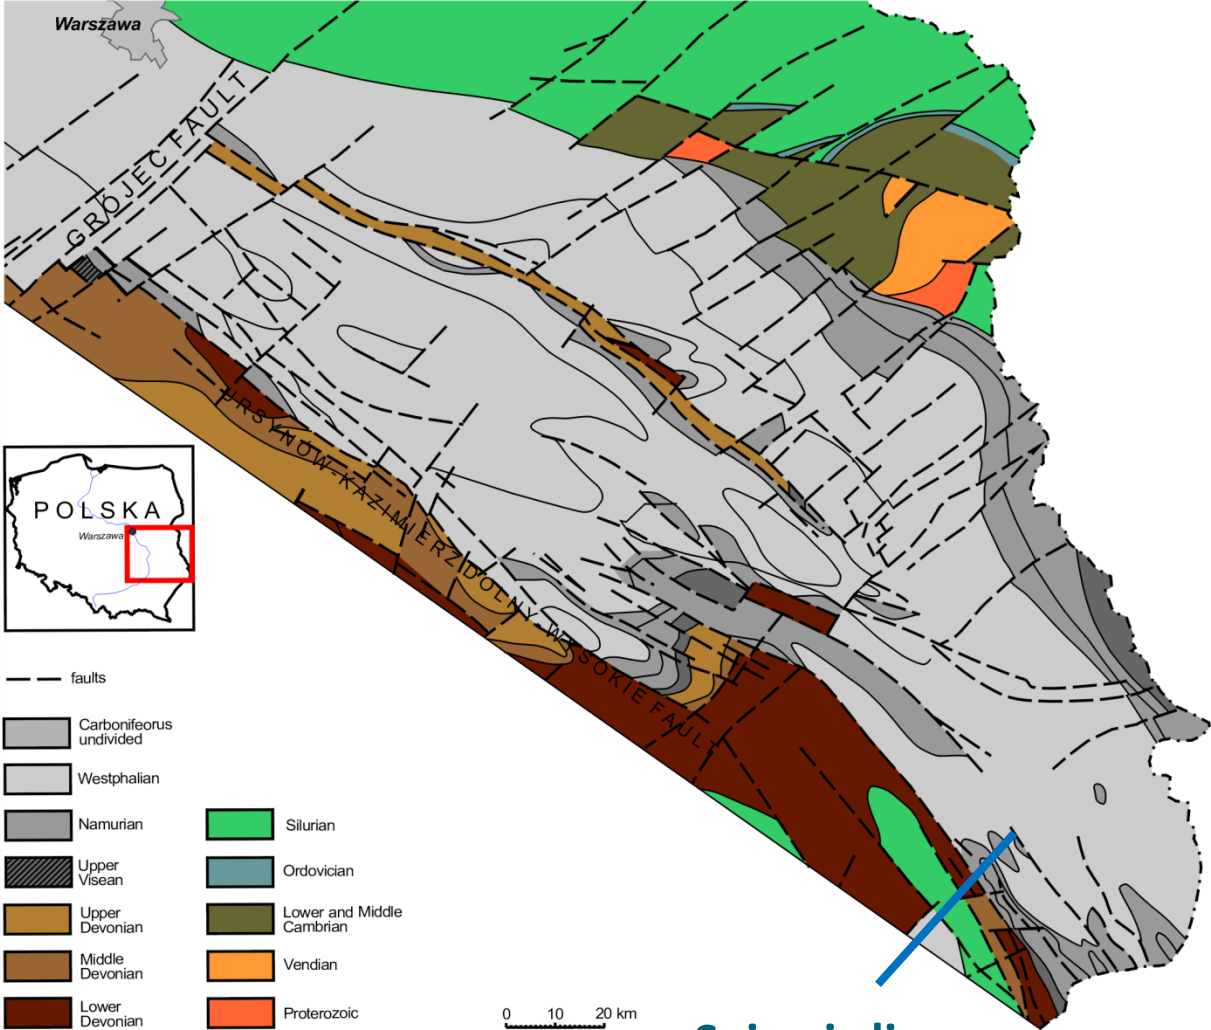 Warszawa
GRÓJEC FAULT
URSYNÓW-KAZIMIERZ DOLNY-WYSOKIE FAULT
POLSKA
Warszawa
faults
Carbonifeorus
undivided
Westphalian
Namurian
Upper
Visean
Upper
Devonian
Middle
Devonian
Lower
Devonian
Silurian
Ordovician
Lower and Middle
Cambrian
Vendian
Proterozoic
0 10 20 km